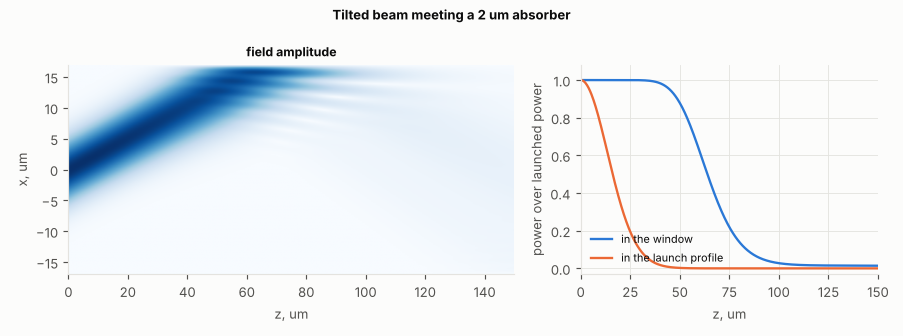 Tilted beam meeting a 2 um absorber
field amplitude
x, um
15
10
5
0
−5
−10
−15
0 20 40 60 80 100 120 140
z, um
power over launched power
1.0
0.8
0.6
0.4
0.2
0.0
in the window
in the launch profile
0 25 50 75 100 125 150
z, um